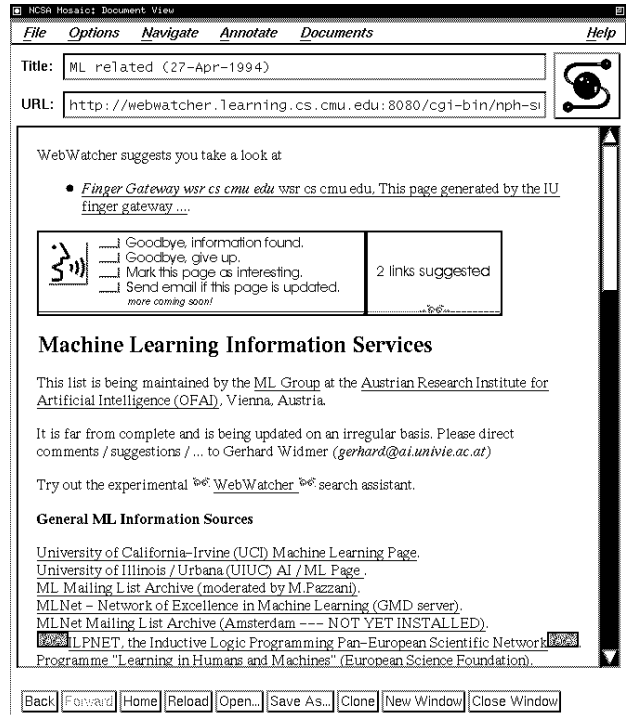 NCSA Mosaic: Document View
File Options Navigate Annotate Documents Help
Title: ML related (27-Apr-1994)
URL: http://webwatcher.learning.cs.cmu.edu:8080/cgi-bin/nph-su
WebWatcher suggests you take a look at
• Finger Gateway wsr cs cmu edu wsr cs cmu edu, This page generated by the IU
finger gateway ....
Goodbye, information found.
Goodbye, give up.
Mark this page as interesting.
Send email if this page is updated.
more coming soon!
2 links suggested
Machine Learning Information Services
This list is being maintained by the ML Group at the Austrian Research Institute for
Artificial Intelligence (OFAI), Vienna, Austria.
It is far from complete and is being updated on an irregular basis. Please direct
comments / suggestions / ... to Gerhard Widmer (gerhard@ai.univie.ac.at)
Try out the experimental WebWatcher search assistant.
General ML Information Sources
University of California-Irvine (UCI) Machine Learning Page.
University of Illinois / Urbana (UIUC) AI / ML Page .
ML Mailing List Archive (moderated by M.Pazzani).
MLNet - Network of Excellence in Machine Learning (GMD server).
MLNet Mailing List Archive (Amsterdam --- NOT YET INSTALLED).
ILPNET, the Inductive Logic Programming Pan-European Scientific Network
Programme "Learning in Humans and Machines" (European Science Foundation).
Back Forward Home Reload Open... Save As... Clone New Window Close Window